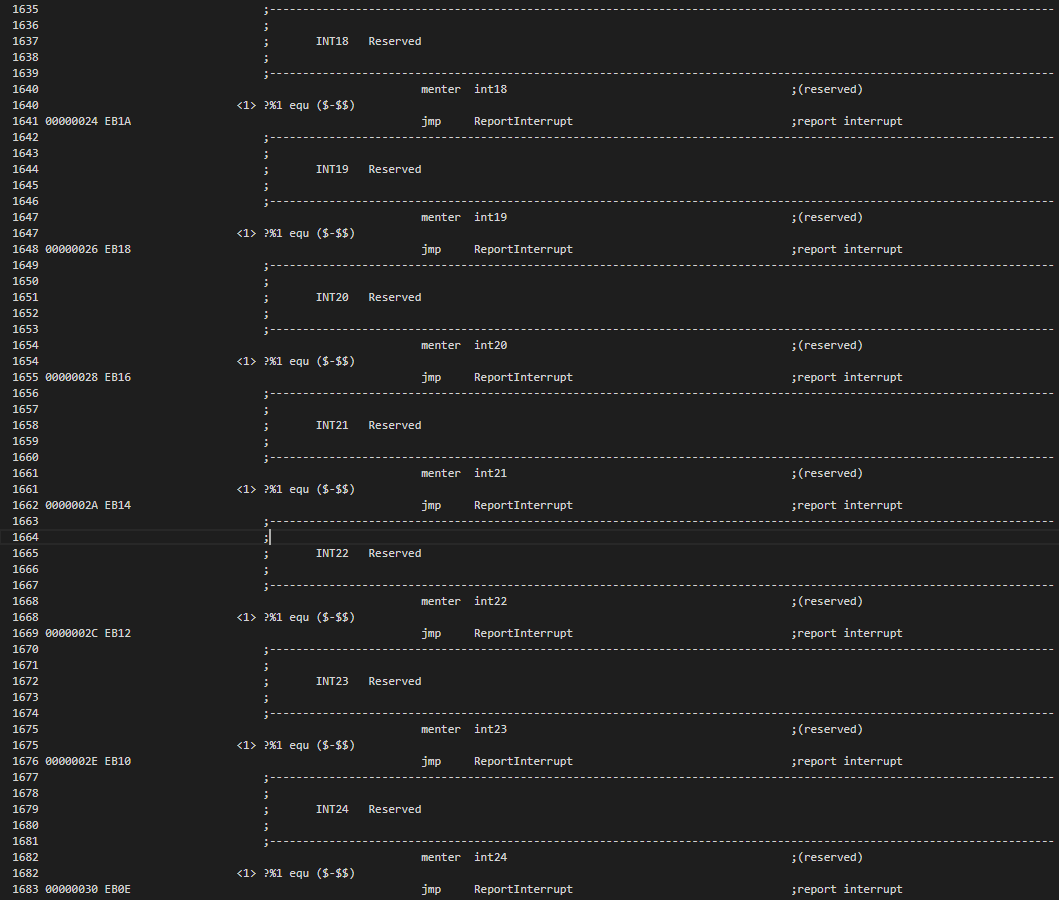 1635 ;-----------------------------------------------------------------------------------------------------------------------
1636 ;
1637 ; INT18 Reserved
1638 ;
1639 ;-----------------------------------------------------------------------------------------------------------------------
1640 menter int18 ;(reserved)
1640 <1> ?%1 equ ($-$$)
1641 00000024 EB1A jmp ReportInterrupt ;report interrupt
1642 ;-----------------------------------------------------------------------------------------------------------------------
1643 ;
1644 ; INT19 Reserved
1645 ;
1646 ;-----------------------------------------------------------------------------------------------------------------------
1647 menter int19 ;(reserved)
1647 <1> ?%1 equ ($-$$)
1648 00000026 EB18 jmp ReportInterrupt ;report interrupt
1649 ;-----------------------------------------------------------------------------------------------------------------------
1650 ;
1651 ; INT20 Reserved
1652 ;
1653 ;-----------------------------------------------------------------------------------------------------------------------
1654 menter int20 ;(reserved)
1654 <1> ?%1 equ ($-$$)
1655 00000028 EB16 jmp ReportInterrupt ;report interrupt
1656 ;-----------------------------------------------------------------------------------------------------------------------
1657 ;
1658 ; INT21 Reserved
1659 ;
1660 ;-----------------------------------------------------------------------------------------------------------------------
1661 menter int21 ;(reserved)
1661 <1> ?%1 equ ($-$$)
1662 0000002A EB14 jmp ReportInterrupt ;report interrupt
1663 ;-----------------------------------------------------------------------------------------------------------------------
1664 ;
1665 ; INT22 Reserved
1666 ;
1667 ;-----------------------------------------------------------------------------------------------------------------------
1668 menter int22 ;(reserved)
1668 <1> ?%1 equ ($-$$)
1669 0000002C EB12 jmp ReportInterrupt ;report interrupt
1670 ;-----------------------------------------------------------------------------------------------------------------------
1671 ;
1672 ; INT23 Reserved
1673 ;
1674 ;-----------------------------------------------------------------------------------------------------------------------
1675 menter int23 ;(reserved)
1675 <1> ?%1 equ ($-$$)
1676 0000002E EB10 jmp ReportInterrupt ;report interrupt
1677 ;-----------------------------------------------------------------------------------------------------------------------
1678 ;
1679 ; INT24 Reserved
1680 ;
1681 ;-----------------------------------------------------------------------------------------------------------------------
1682 menter int24 ;(reserved)
1682 <1> ?%1 equ ($-$$)
1683 00000030 EB0E jmp ReportInterrupt ;report interrupt